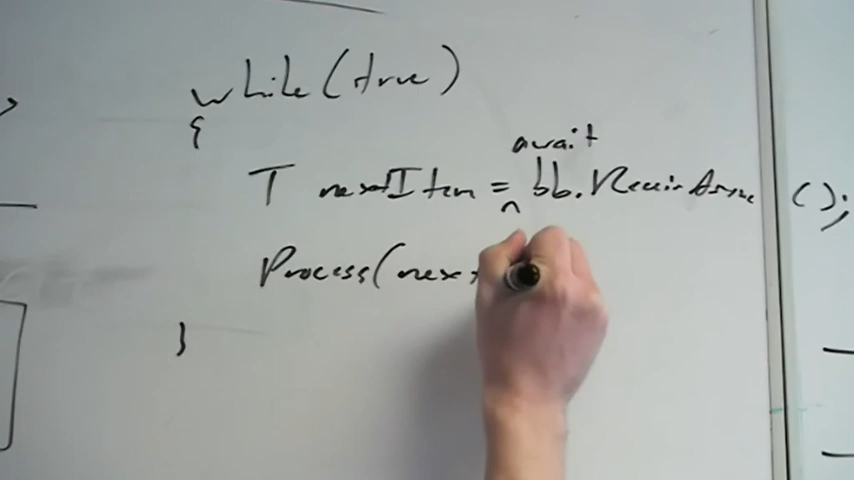 while(true)
{
await
T nextItem = bb.ReceiveAsync ();
Process(next
}